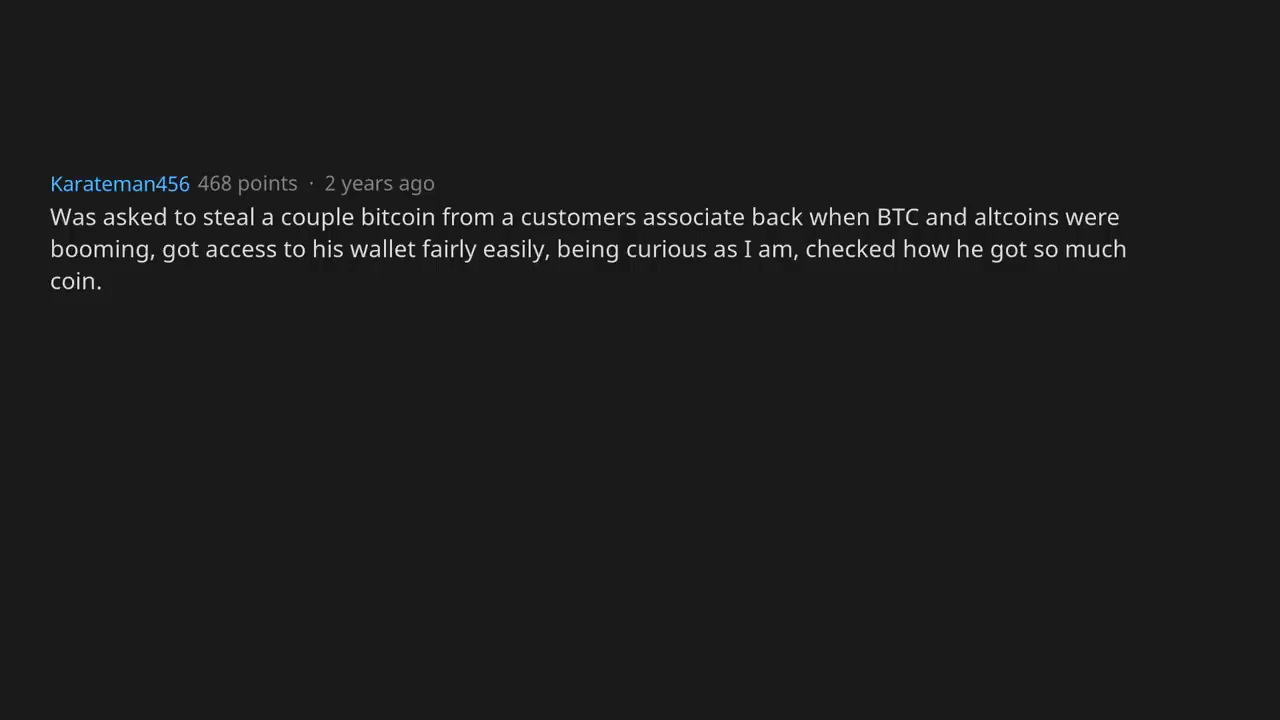 Karateman456 468 points · 2 years ago
Was asked to steal a couple bitcoin from a customers associate back when BTC and altcoins were
booming, got access to his wallet fairly easily, being curious as I am, checked how he got so much
coin.